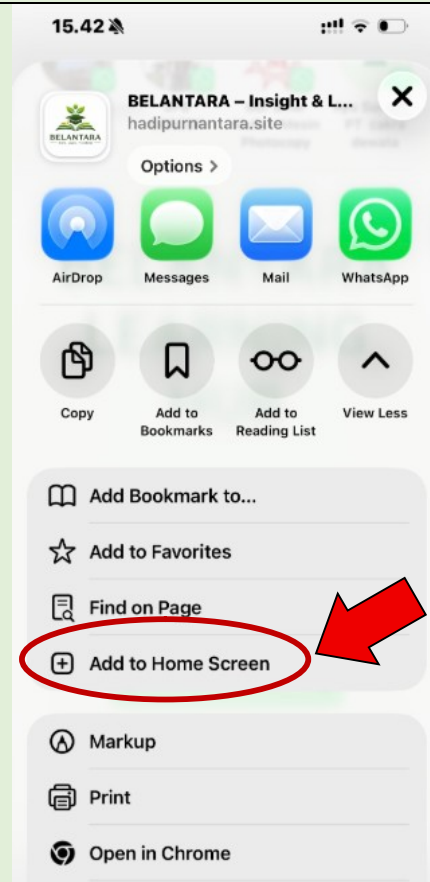 15.42
BELANTARA – Insight & L...
hadipurnantara.site
BELANTARA
Options >
AirDrop
Messages
Mail
WhatsApp
Copy
Add to
Bookmarks
Add to
Reading List
View Less
Add Bookmark to...
Add to Favorites
Find on Page
Add to Home Screen
Markup
Print
Open in Chrome